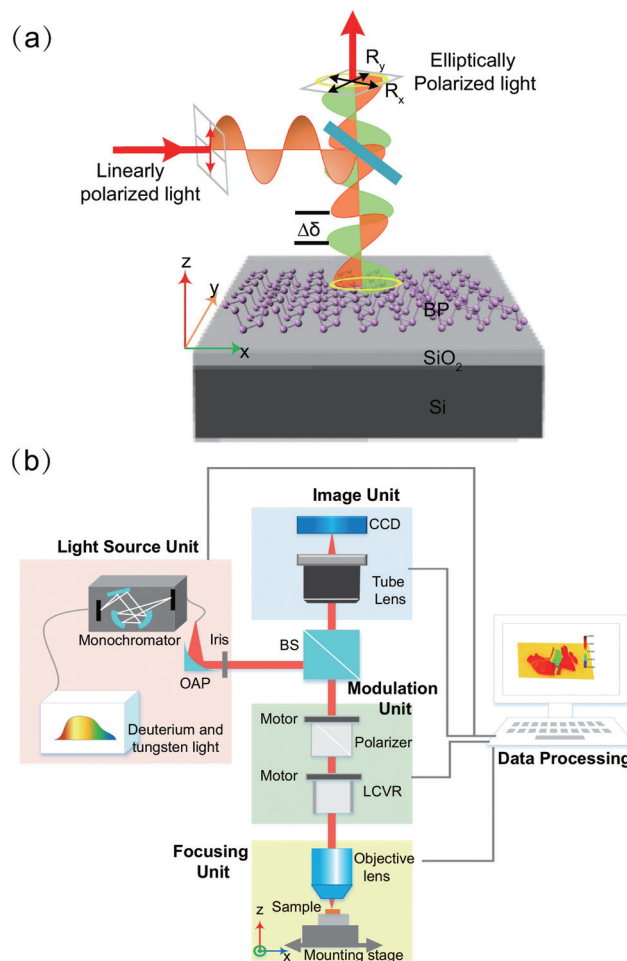 (a)
R_y
R_x
Elliptically
Polarized light
Linearly
polarized light
Δδ
z
y
x
BP
SiO₂
Si
(b)
Image Unit
CCD
Tube
Lens
Light Source Unit
Monochromator
Iris
OAP
Deuterium and
tungsten light
BS
Modulation
Unit
Motor
Polarizer
Motor
LCVR
Data Processing
Focusing
Unit
Objective
lens
Sample
z
x
Mounting stage